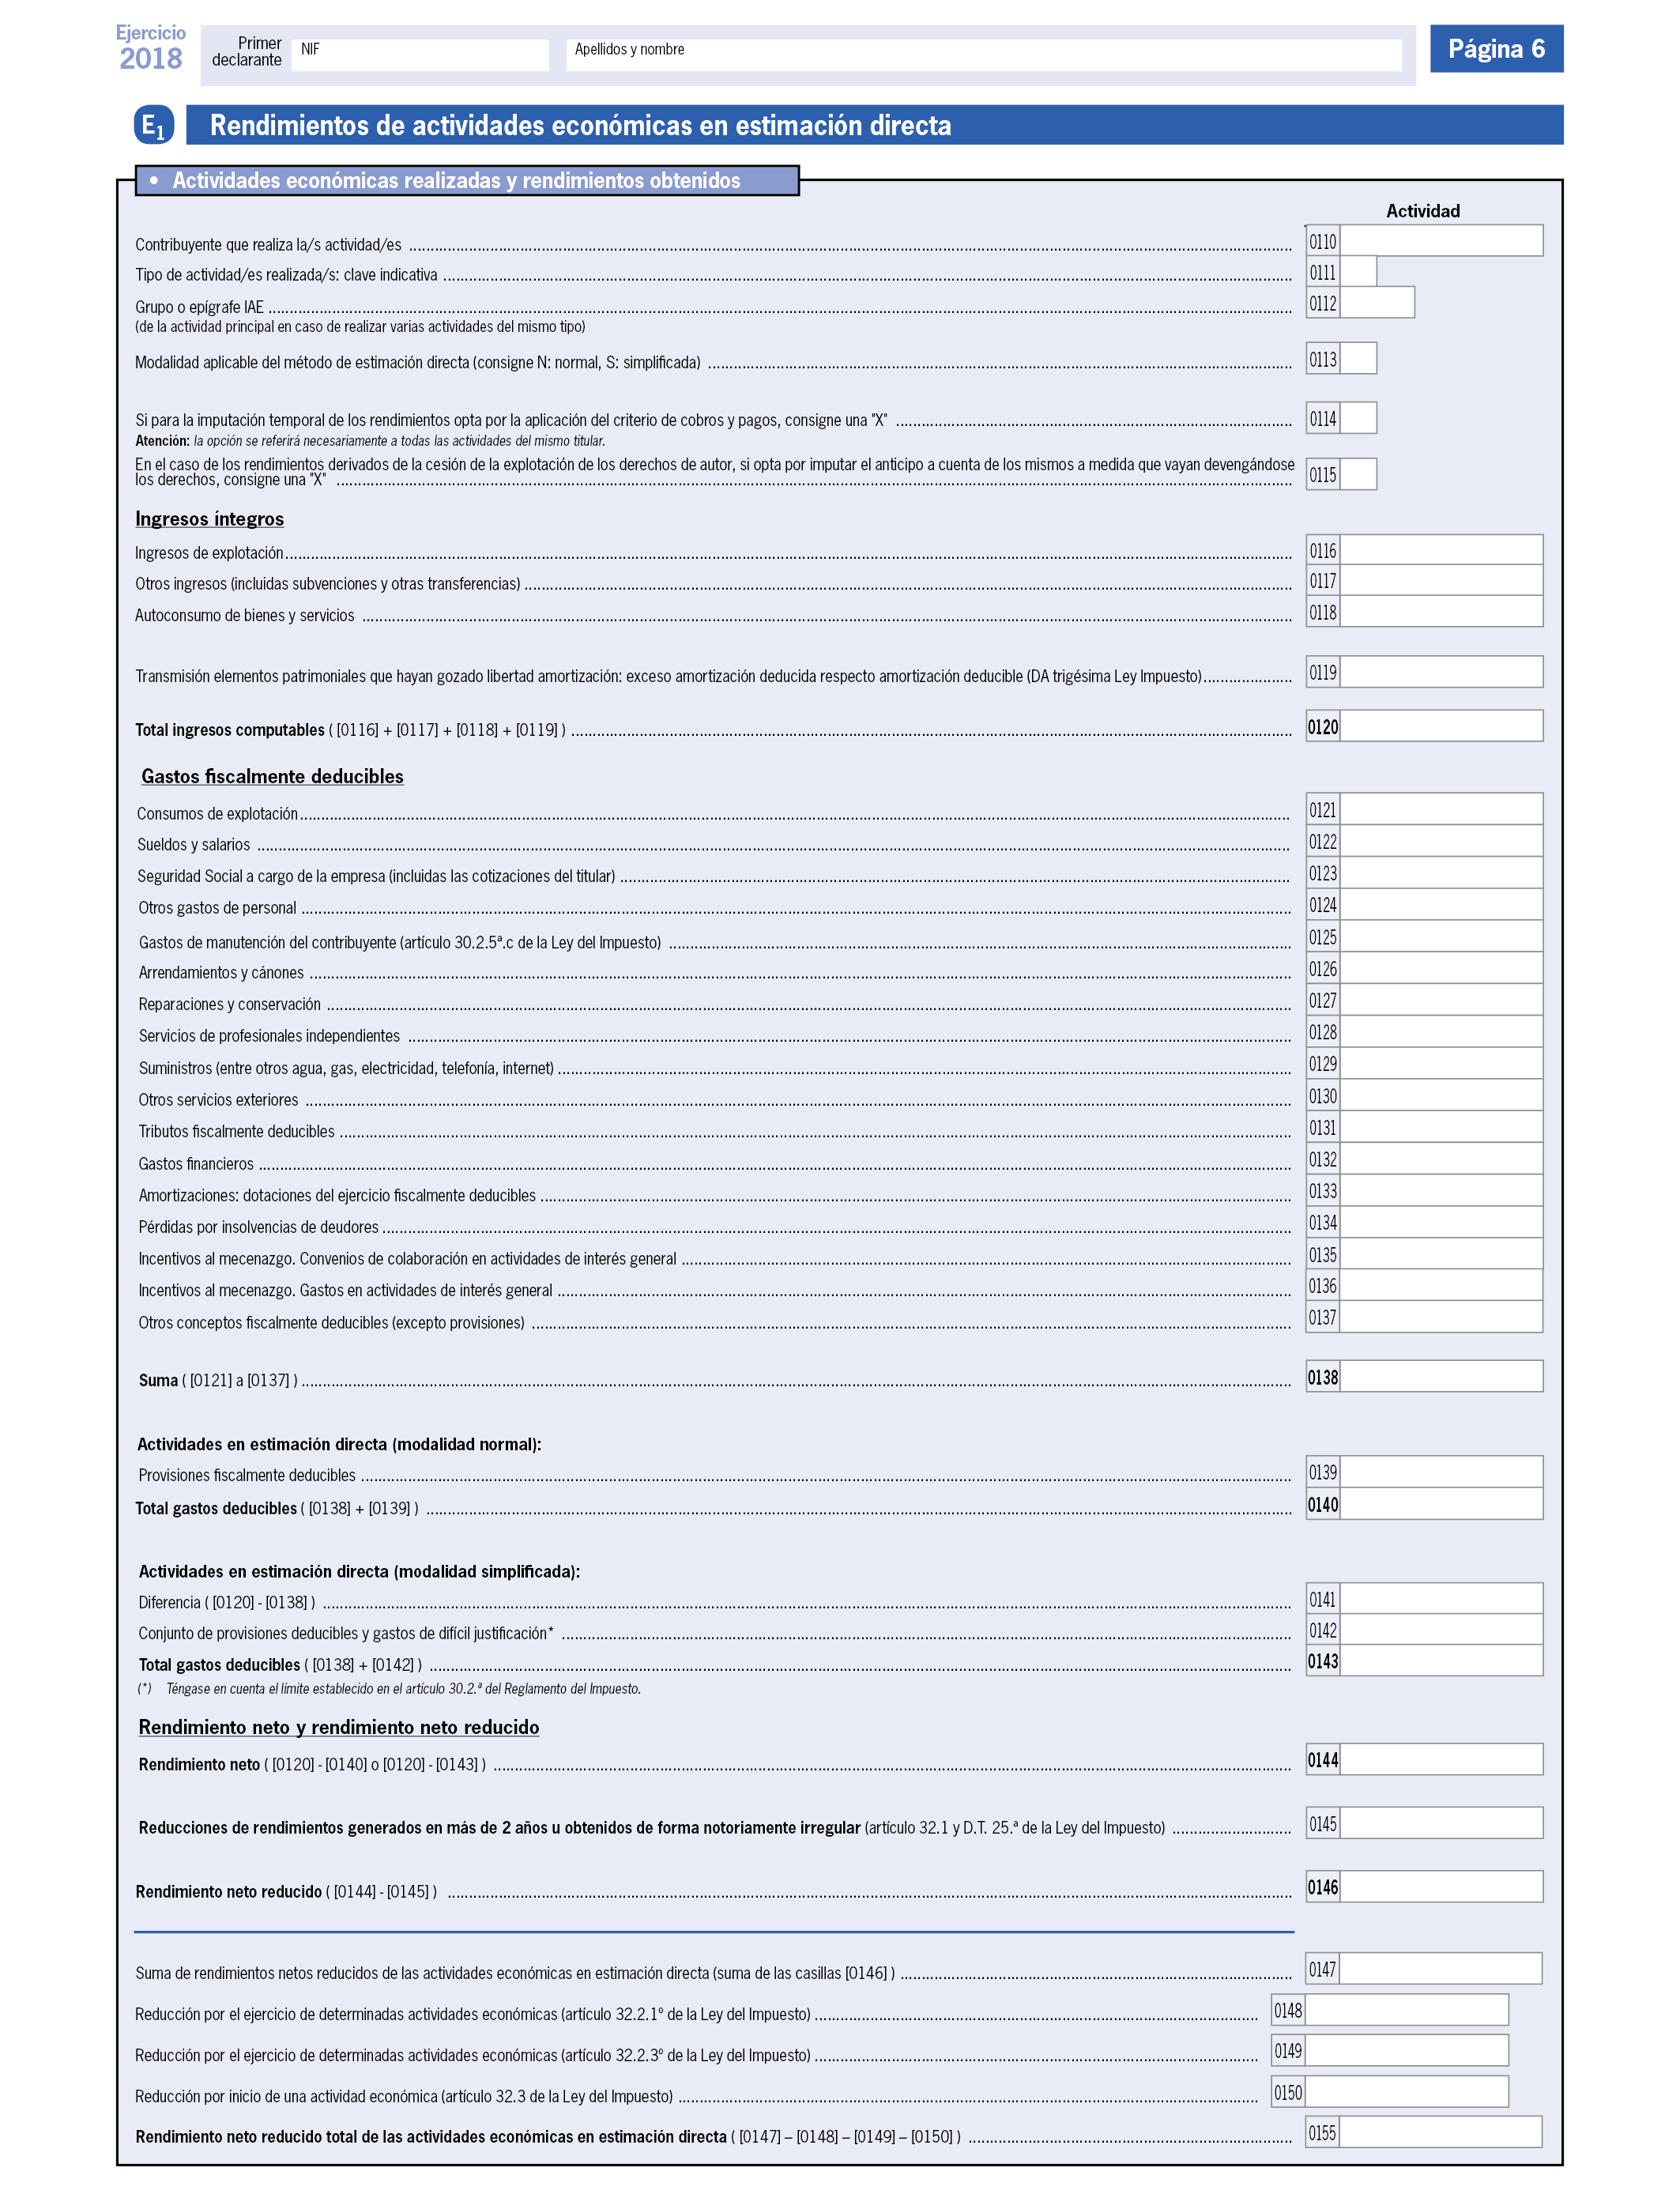 Ejercicio
2018
Primer
declarante
NIF
Apellidos y nombre
Página 6
E1
Rendimientos de actividades económicas en estimación directa
• Actividades económicas realizadas y rendimientos obtenidos
Actividad
Contribuyente que realiza la/s actividad/es 0110
Tipo de actividad/es realizada/s: clave indicativa 0111
Grupo o epígrafe IAE 0112
(de la actividad principal en caso de realizar varias actividades del mismo tipo)
Modalidad aplicable del método de estimación directa (consigne N: normal, S: simplificada) 0113
Si para la imputación temporal de los rendimientos opta por la aplicación del criterio de cobros y pagos, consigne una "X" 0114
Atención: la opción se referirá necesariamente a todas las actividades del mismo titular.
En el caso de los rendimientos derivados de la cesión de la explotación de los derechos de autor, si opta por imputar el anticipo a cuenta de los mismos a medida que vayan devengándose
los derechos, consigne una "X" 0115
Ingresos íntegros
Ingresos de explotación 0116
Otros ingresos (incluidas subvenciones y otras transferencias) 0117
Autoconsumo de bienes y servicios 0118
Transmisión elementos patrimoniales que hayan gozado libertad amortización: exceso amortización deducida respecto amortización deducible (DA trigésima Ley Impuesto) 0119
Total ingresos computables ( [0116] + [0117] + [0118] + [0119] ) 0120
Gastos fiscalmente deducibles
Consumos de explotación 0121
Sueldos y salarios 0122
Seguridad Social a cargo de la empresa (incluidas las cotizaciones del titular) 0123
Otros gastos de personal 0124
Gastos de manutención del contribuyente (artículo 30.2.5ª.c de la Ley del Impuesto) 0125
Arrendamientos y cánones 0126
Reparaciones y conservación 0127
Servicios de profesionales independientes 0128
Suministros (entre otros agua, gas, electricidad, telefonía, internet) 0129
Otros servicios exteriores 0130
Tributos fiscalmente deducibles 0131
Gastos financieros 0132
Amortizaciones: dotaciones del ejercicio fiscalmente deducibles 0133
Pérdidas por insolvencias de deudores 0134
Incentivos al mecenazgo. Convenios de colaboración en actividades de interés general 0135
Incentivos al mecenazgo. Gastos en actividades de interés general 0136
Otros conceptos fiscalmente deducibles (excepto provisiones) 0137
Suma ( [0121] a [0137] ) 0138
Actividades en estimación directa (modalidad normal):
Provisiones fiscalmente deducibles 0139
Total gastos deducibles ( [0138] + [0139] ) 0140
Actividades en estimación directa (modalidad simplificada):
Diferencia ( [0120] - [0138] ) 0141
Conjunto de provisiones deducibles y gastos de difícil justificación* 0142
Total gastos deducibles ( [0138] + [0142] ) 0143
(*) Téngase en cuenta el límite establecido en el artículo 30.2.ª del Reglamento del Impuesto.
Rendimiento neto y rendimiento neto reducido
Rendimiento neto ( [0120] - [0140] o [0120] - [0143] ) 0144
Reducciones de rendimientos generados en más de 2 años u obtenidos de forma notoriamente irregular (artículo 32.1 y D.T. 25.ª de la Ley del Impuesto) 0145
Rendimiento neto reducido ( [0144] - [0145] ) 0146
Suma de rendimientos netos reducidos de las actividades económicas en estimación directa (suma de las casillas [0146] ) 0147
Reducción por el ejercicio de determinadas actividades económicas (artículo 32.2.1º de la Ley del Impuesto) 0148
Reducción por el ejercicio de determinadas actividades económicas (artículo 32.2.3º de la Ley del Impuesto) 0149
Reducción por inicio de una actividad económica (artículo 32.3 de la Ley del Impuesto) 0150
Rendimiento neto reducido total de las actividades económicas en estimación directa ( [0147] – [0148] – [0149] – [0150] ) 0155